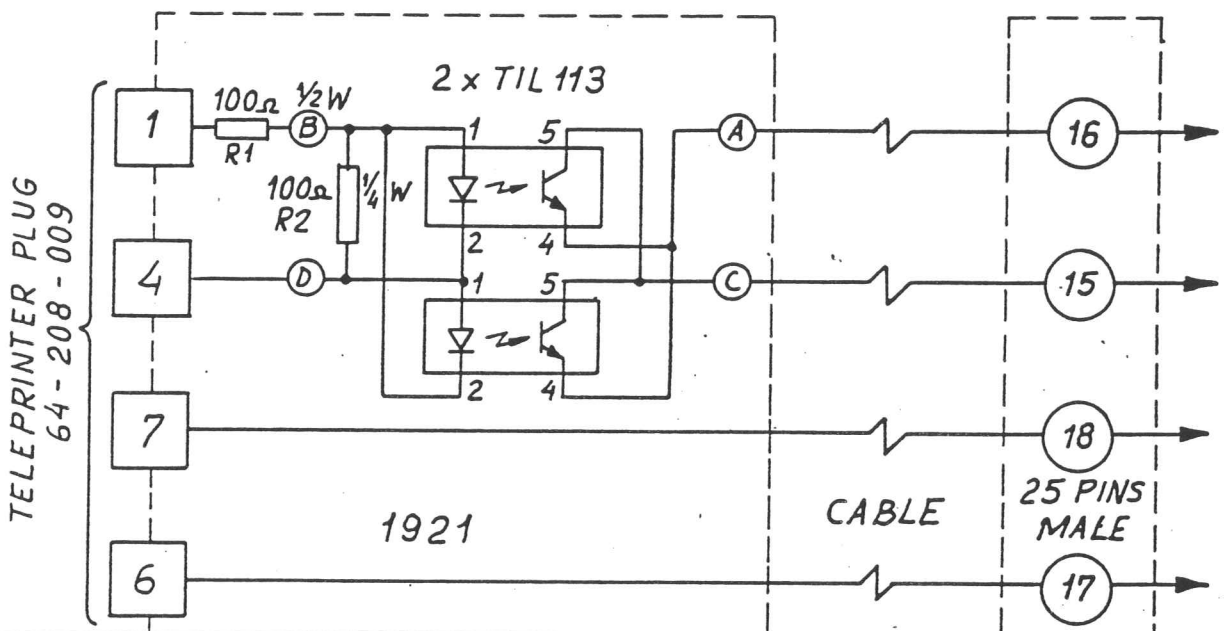 2 x TIL 113
TELEPRINTER PLUG
64 - 208 - 009
1
100Ω
R1
½W
B
1
5
A
16
100Ω
R2
¼ W
2
4
4
D
1
5
C
15
2
4
7
18
1921
CABLE
25 PINS
MALE
6
17